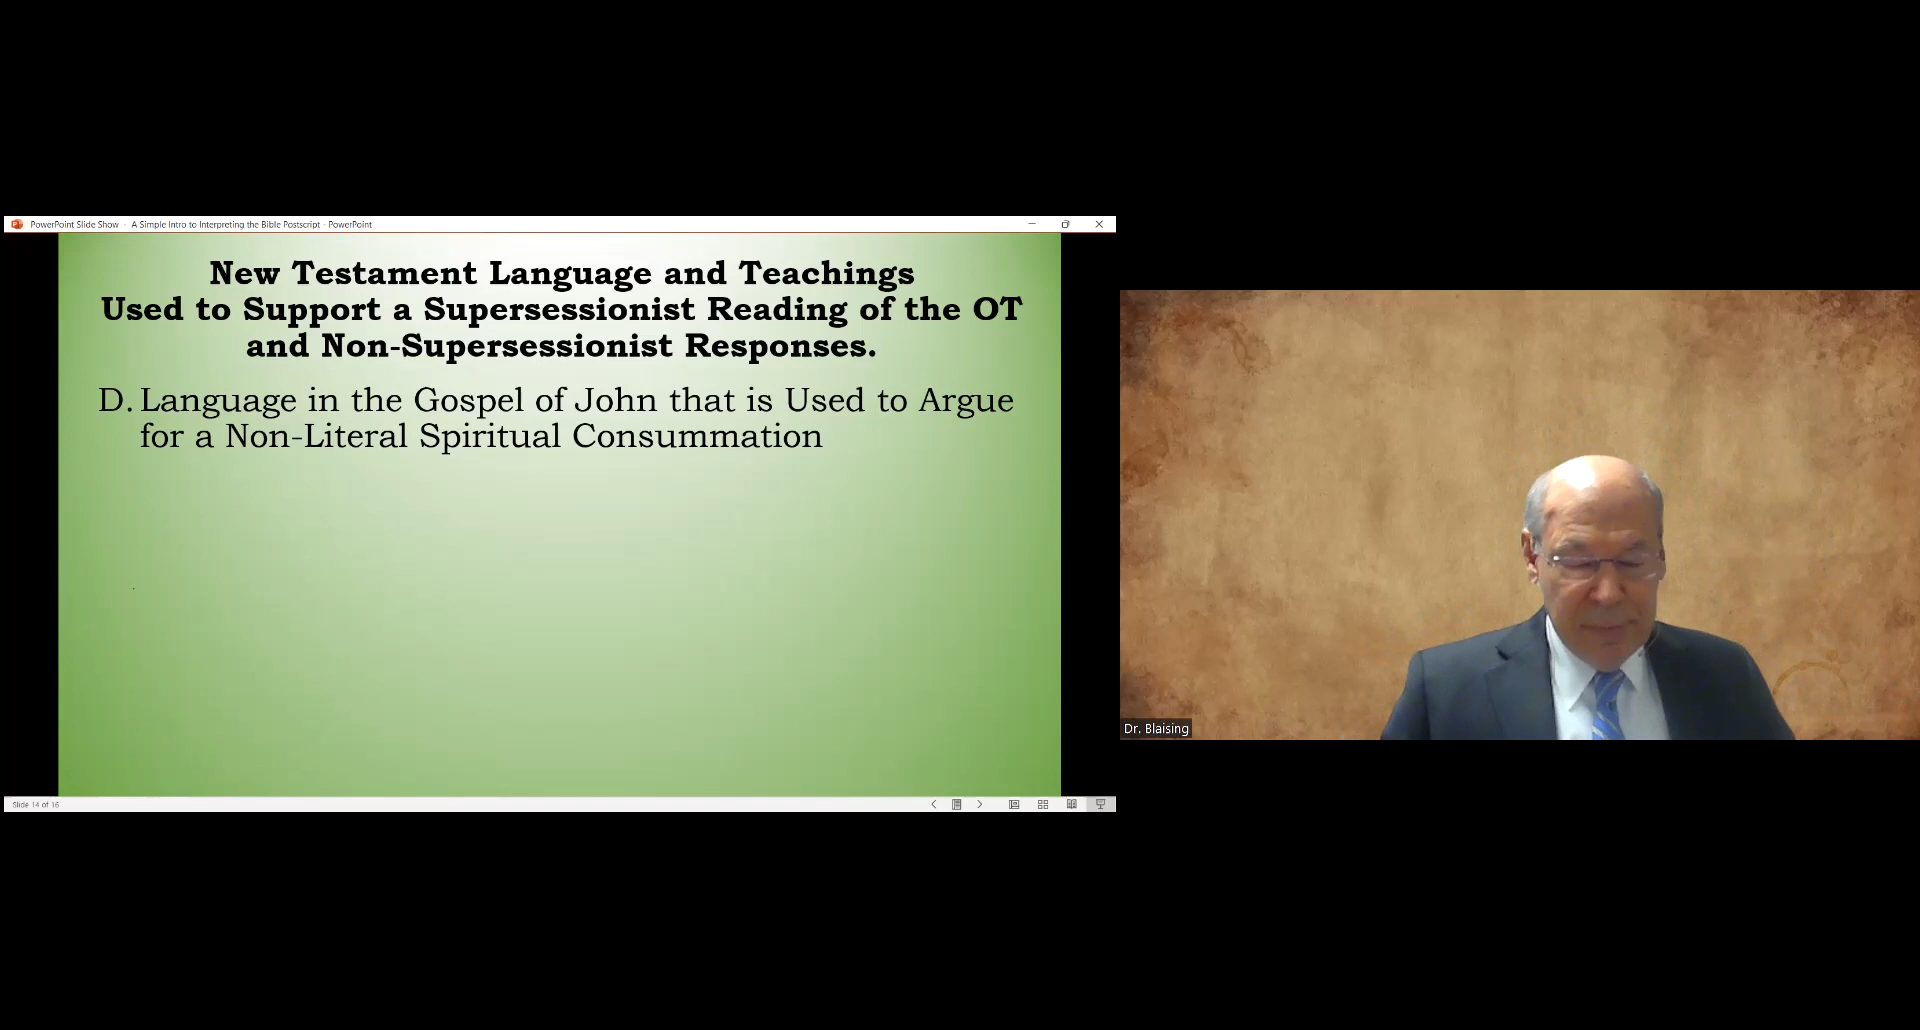 PowerPoint Slide Show - A Simple Intro to Interpreting the Bible Postscript - PowerPoint
New Testament Language and Teachings
Used to Support a Supersessionist Reading of the OT
and Non-Supersessionist Responses.
D. Language in the Gospel of John that is Used to Argue
for a Non-Literal Spiritual Consummation
Dr. Blaising
Slide 14 of 16